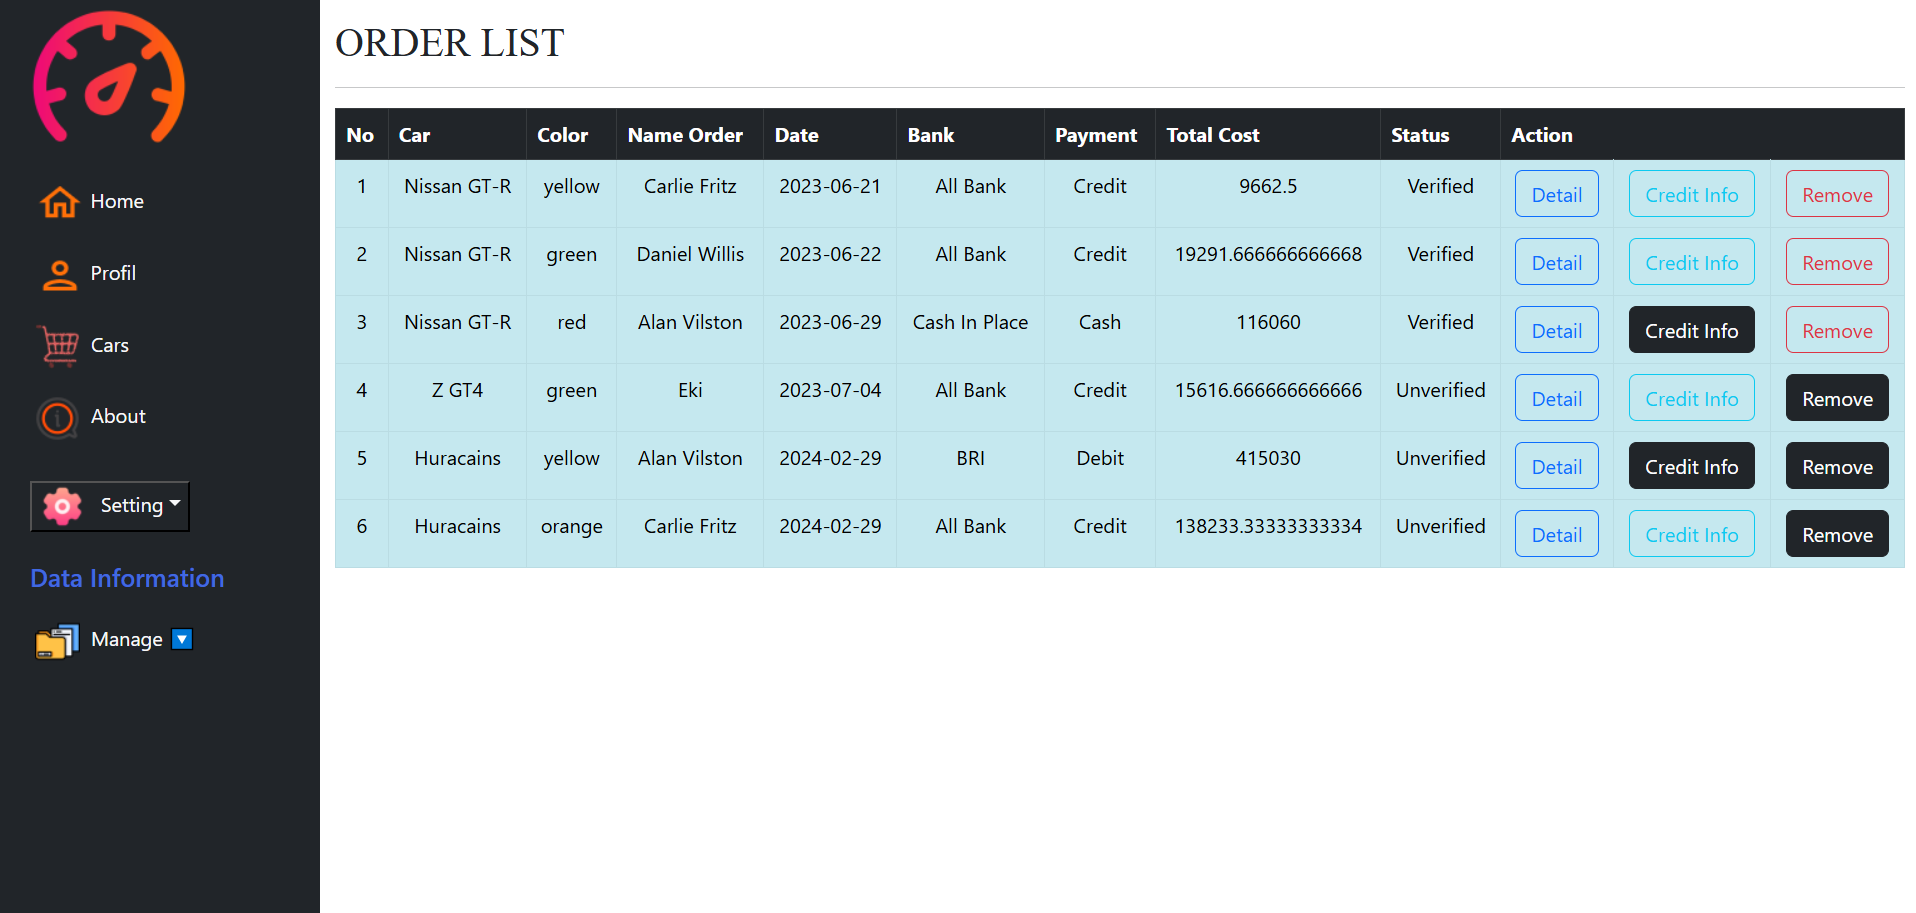 ORDER LIST
Home
Profil
Cars
About
Setting
Data Information
Manage
No Car Color Name Order Date Bank Payment Total Cost Status Action
1 Nissan GT-R yellow Carlie Fritz 2023-06-21 All Bank Credit 9662.5 Verified Detail Credit Info Remove
2 Nissan GT-R green Daniel Willis 2023-06-22 All Bank Credit 19291.666666666668 Verified Detail Credit Info Remove
3 Nissan GT-R red Alan Vilston 2023-06-29 Cash In Place Cash 116060 Verified Detail Credit Info Remove
4 Z GT4 green Eki 2023-07-04 All Bank Credit 15616.666666666666 Unverified Detail Credit Info Remove
5 Huracains yellow Alan Vilston 2024-02-29 BRI Debit 415030 Unverified Detail Credit Info Remove
6 Huracains orange Carlie Fritz 2024-02-29 All Bank Credit 138233.33333333334 Unverified Detail Credit Info Remove